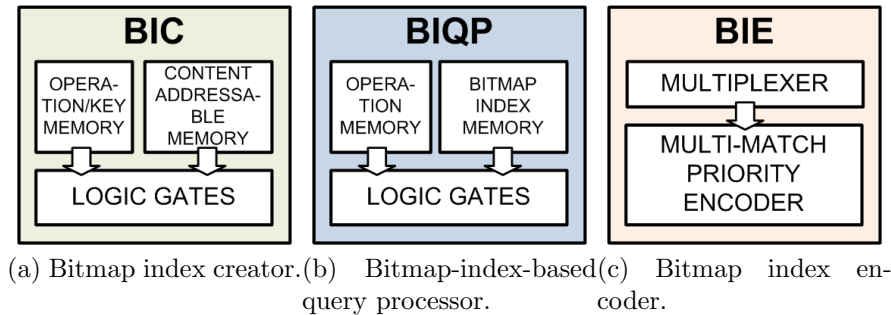 BIC
OPERA-
TION/KEY
MEMORY
CONTENT
ADDRESSA-
BLE
MEMORY
LOGIC GATES
BIQP
OPERA-
TION
MEMORY
BITMAP
INDEX
MEMORY
LOGIC GATES
BIE
MULTIPLEXER
MULTI-MATCH
PRIORITY
ENCODER
(a) Bitmap index creator.
(b) Bitmap-index-based
query processor.
(c) Bitmap index en-
coder.